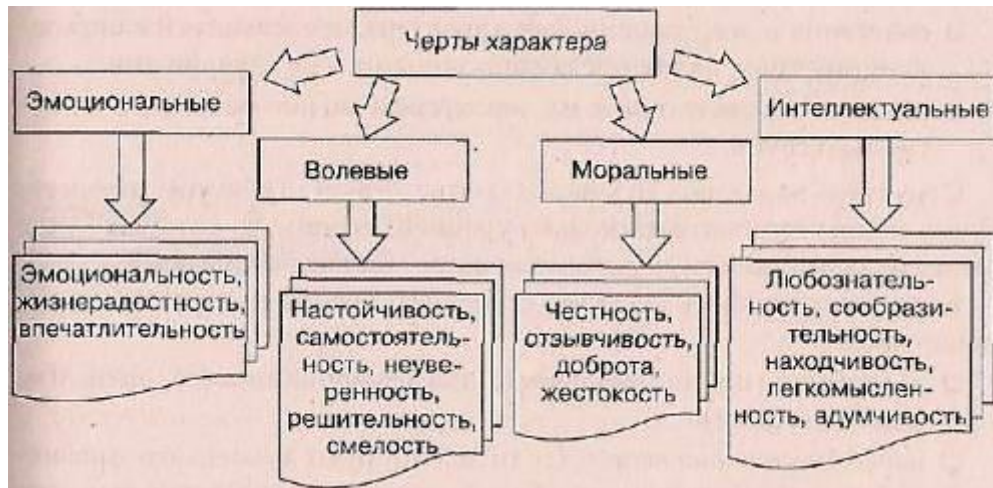 Черты характера
Эмоциональные
Интеллектуальные
Волевые
Моральные
Эмоциональность,
жизнерадостность,
впечатлительность
Настойчивость,
самостоятель-
ность, неуве-
ренность,
решительность,
смелость
Честность,
отзывчивость,
доброта,
жестокость
Любознатель-
ность, сообрази-
тельность,
находчивость,
легкомыслен-
ность, адумчивость